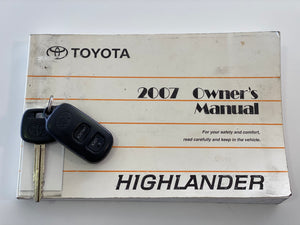 TOYOTA
2007 Owner's
Manual
For your safety and comfort,
read carefully and keep in the vehicle.
HIGHLANDER